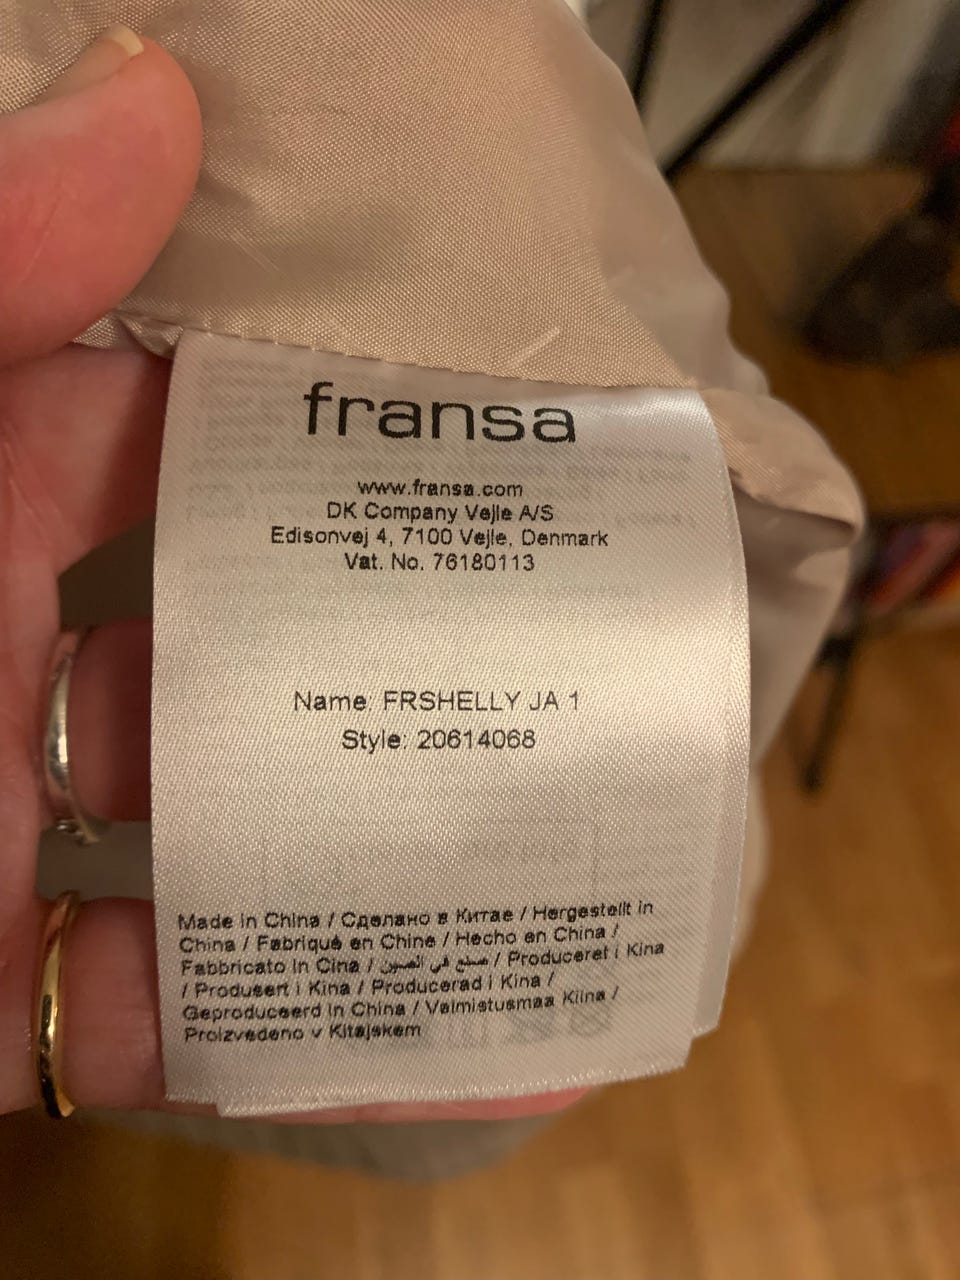 fransa
www.fransa.com
DK Company Vejle A/S
Edisonvej 4, 7100 Vejle, Denmark
Vat. No. 76180113
Name: FRSHELLY JA 1
Style: 20614068
Made in China / Сделано в Китае / Hergestellt in
China / Fabriqué en Chine / Hecho en China /
Fabbricato in Cina / صنع في الصين / Produceret i Kina
/ Produsert i Kina / Producerad i Kina /
Geproduceerd in China / Valmistusmaa Kiina /
Proizvedeno v Kitajskem